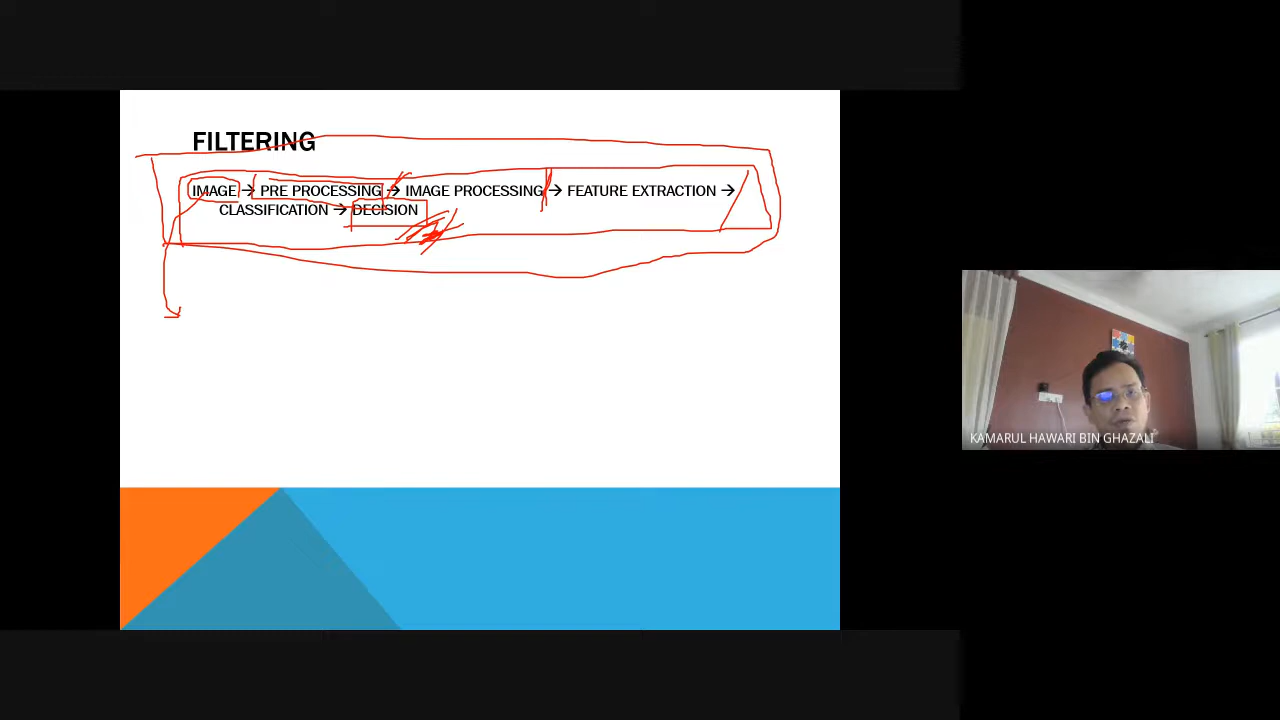 FILTERING
IMAGE → PRE PROCESSING → IMAGE PROCESSING → FEATURE EXTRACTION →
CLASSIFICATION → DECISION
KAMARUL HAWARI BIN GHAZALI